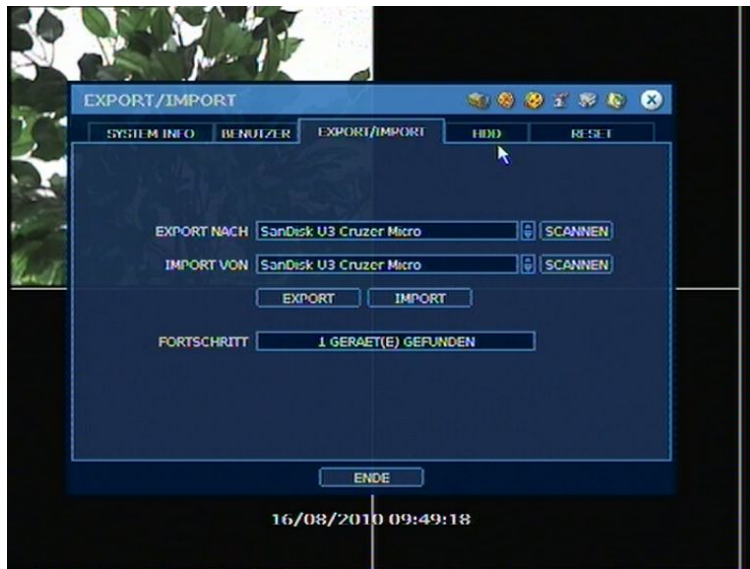 EXPORT/IMPORT
SYSTEM INFO BENUTZER EXPORT/IMPORT HDD RESET
EXPORT NACH SanDisk U3 Cruzer Micro SCANNEN
IMPORT VON SanDisk U3 Cruzer Micro SCANNEN
EXPORT IMPORT
FORTSCHRITT 1 GERAET(E) GEFUNDEN
ENDE
16/08/2010 09:49:18